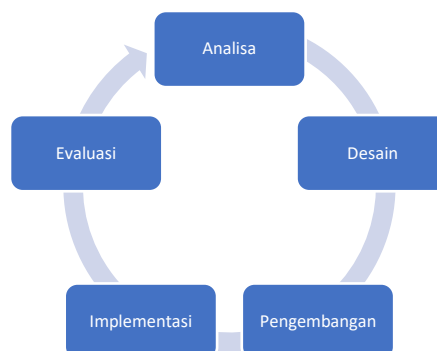 Analisa
Desain
Pengembangan
Implementasi
Evaluasi